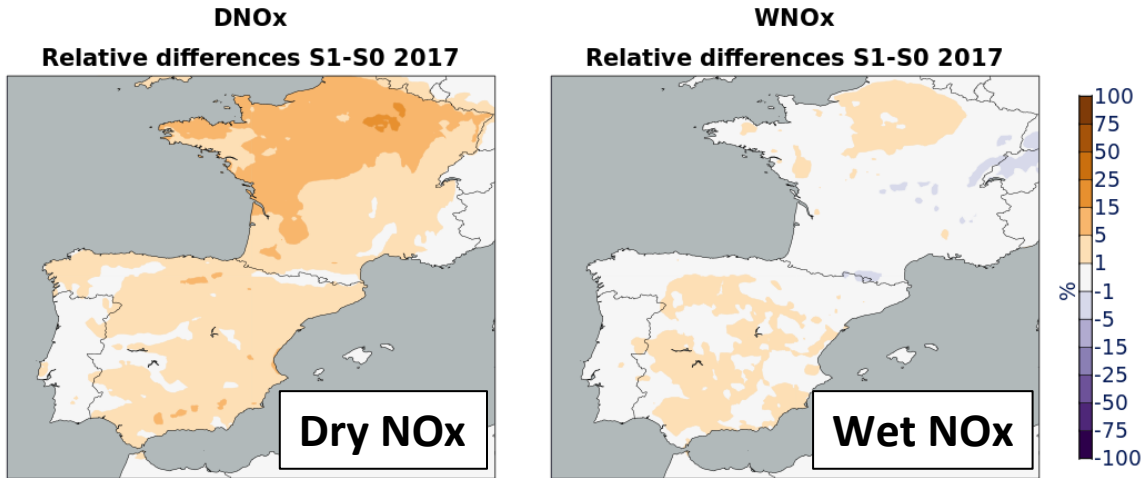 DNOx
Relative differences S1-S0 2017
WNOx
Relative differences S1-S0 2017
Dry NOx
Wet NOx
100
75
50
25
15
5
1
-1
-5
-15
-25
-50
-75
-100
%